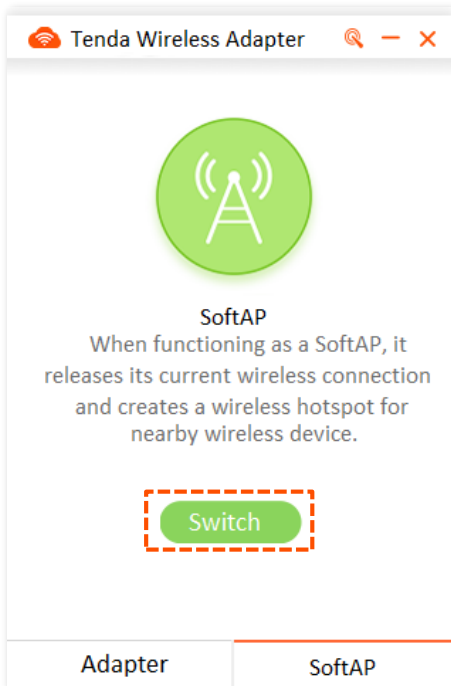 Tenda Wireless Adapter
SoftAP
When functioning as a SoftAP, it
releases its current wireless connection
and creates a wireless hotspot for
nearby wireless device.
Switch
Adapter
SoftAP